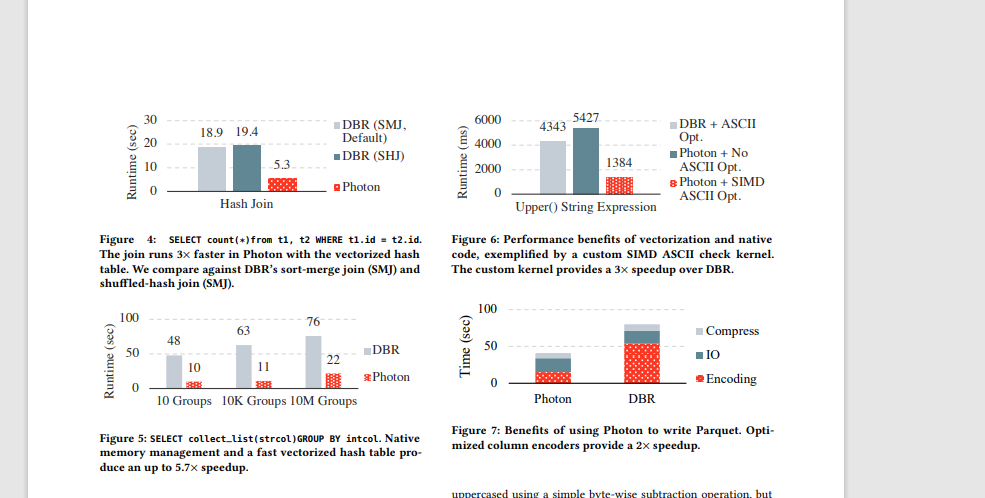 30
20
10
0
Runtime (sec)
18.9 19.4
5.3
Hash Join
DBR (SMJ,
Default)
DBR (SHJ)
Photon
Figure 4: SELECT count(*)from t1, t2 WHERE t1.id = t2.id.
The join runs 3× faster in Photon with the vectorized hash
table. We compare against DBR's sort-merge join (SMJ) and
shuffled-hash join (SMJ).
100
50
0
Runtime (sec)
48
10
63
11
76
22
10 Groups 10K Groups 10M Groups
DBR
Photon
Figure 5: SELECT collect_list(strcol)GROUP BY intcol. Native
memory management and a fast vectorized hash table pro-
duce an up to 5.7× speedup.
6000
4000
2000
0
Runtime (ms)
4343
5427
1384
Upper() String Expression
DBR + ASCII
Opt.
Photon + No
ASCII Opt.
Photon + SIMD
ASCII Opt.
Figure 6: Performance benefits of vectorization and native
code, exemplified by a custom SIMD ASCII check kernel.
The custom kernel provides a 3× speedup over DBR.
100
50
0
Time (sec)
Photon DBR
Compress
IO
Encoding
Figure 7: Benefits of using Photon to write Parquet. Opti-
mized column encoders provide a 2× speedup.
uppercased using a simple byte-wise subtraction operation, but